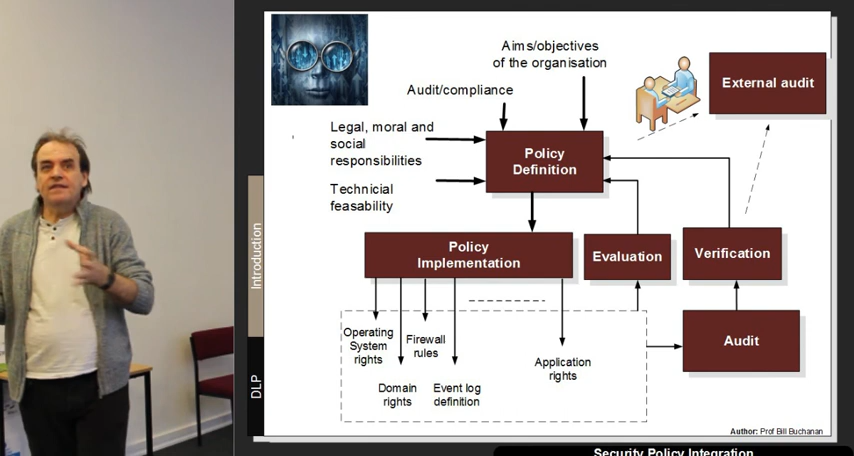 Aims/objectives
of the organisation
External audit
Audit/compliance
Legal, moral and
social
responsibilities
Policy
Definition
Technicial
feasability
Policy
Implementation
Evaluation
Verification
Introduction
Operating
System
rights
Firewall
rules
Application
rights
Audit
Domain
rights
Event log
definition
DLP
Author: Prof Bill Buchanan
Security Policy Integration